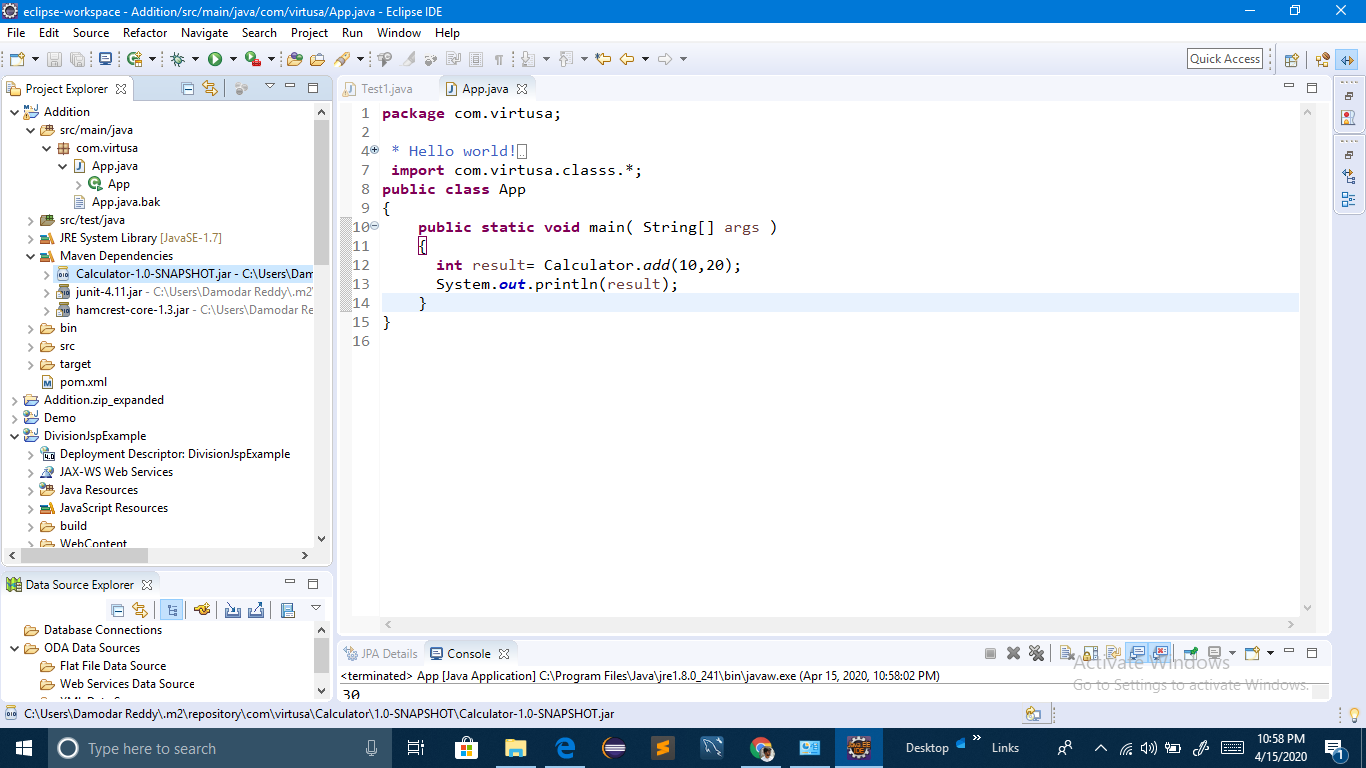 eclipse-workspace - Addition/src/main/java/com/virtusa/App.java - Eclipse IDE
File Edit Source Refactor Navigate Search Project Run Window Help
Quick Access
Project Explorer
Addition
src/main/java
com.virtusa
App.java
App
App.java.bak
src/test/java
JRE System Library [JavaSE-1.7]
Maven Dependencies
Calculator-1.0-SNAPSHOT.jar - C:\Users\Dam
junit-4.11.jar - C:\Users\Damodar Reddy\.m2\
hamcrest-core-1.3.jar - C:\Users\Damodar Re
bin
src
target
pom.xml
Addition.zip_expanded
Demo
DivisionJspExample
Deployment Descriptor: DivisionJspExample
JAX-WS Web Services
Java Resources
JavaScript Resources
build
WebContent
Data Source Explorer
Database Connections
ODA Data Sources
Flat File Data Source
Web Services Data Source
Test1.java App.java
1 package com.virtusa;
2
4 * Hello world!
7 import com.virtusa.classs.*;
8 public class App
9 {
10 public static void main( String[] args )
11 {
12 int result= Calculator.add(10,20);
13 System.out.println(result);
14 }
15 }
16
JPA Details Console
<terminated> App [Java Application] C:\Program Files\Java\jre1.8.0_241\bin\javaw.exe (Apr 15, 2020, 10:58:02 PM)
30
Activate Windows
Go to Settings to activate Windows.
C:\Users\Damodar Reddy\.m2\repository\com\virtusa\Calculator\1.0-SNAPSHOT\Calculator-1.0-SNAPSHOT.jar
Type here to search
Desktop » Links
10:58 PM
4/15/2020
1